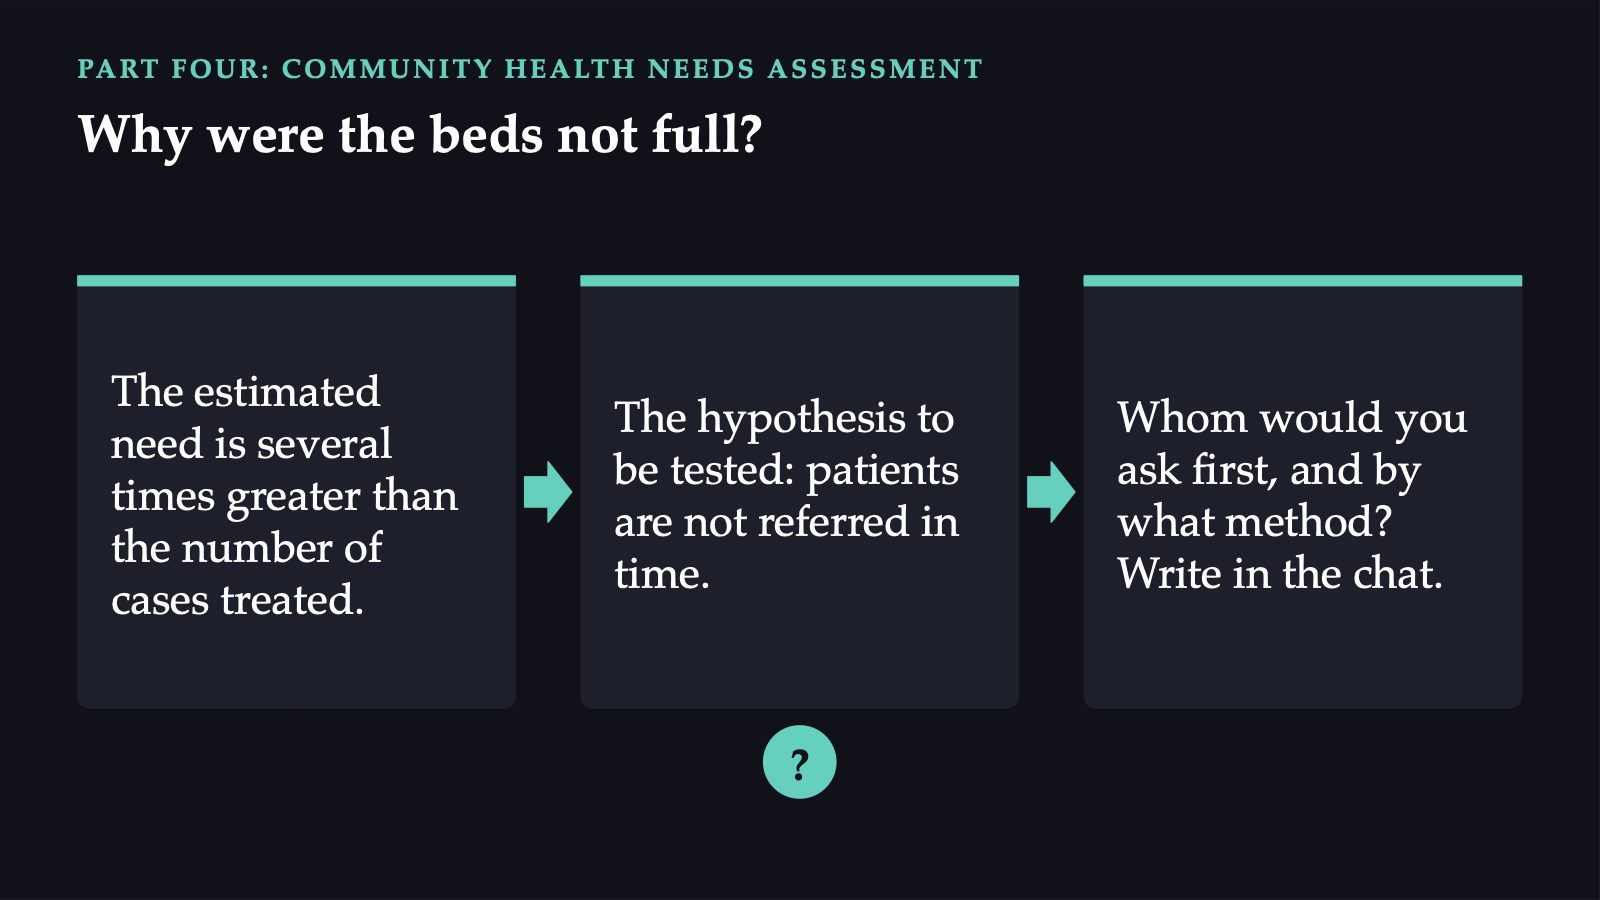 PART FOUR: COMMUNITY HEALTH NEEDS ASSESSMENT
Why were the beds not full?
The estimated
need is several
times greater than
the number of
cases treated.
The hypothesis to
be tested: patients
are not referred in
time.
Whom would you
ask first, and by
what method?
Write in the chat.
?